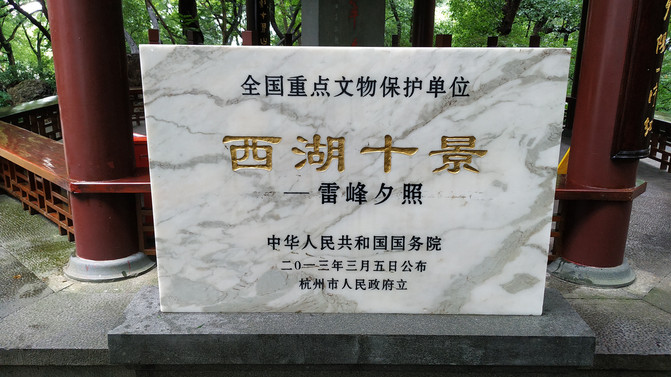 全国重点文物保护单位
西湖十景
——雷峰夕照
中华人民共和国国务院
二〇一三年三月五日公布
杭州市人民政府立